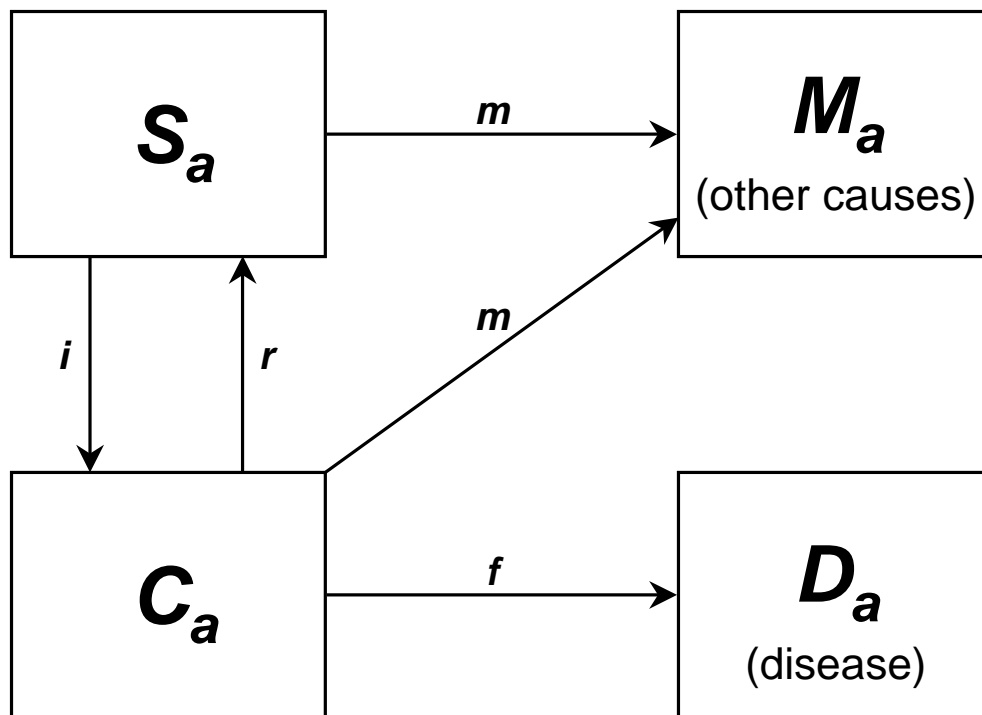 S_a
m
M_a
(other causes)
i
r
m
C_a
f
D_a
(disease)